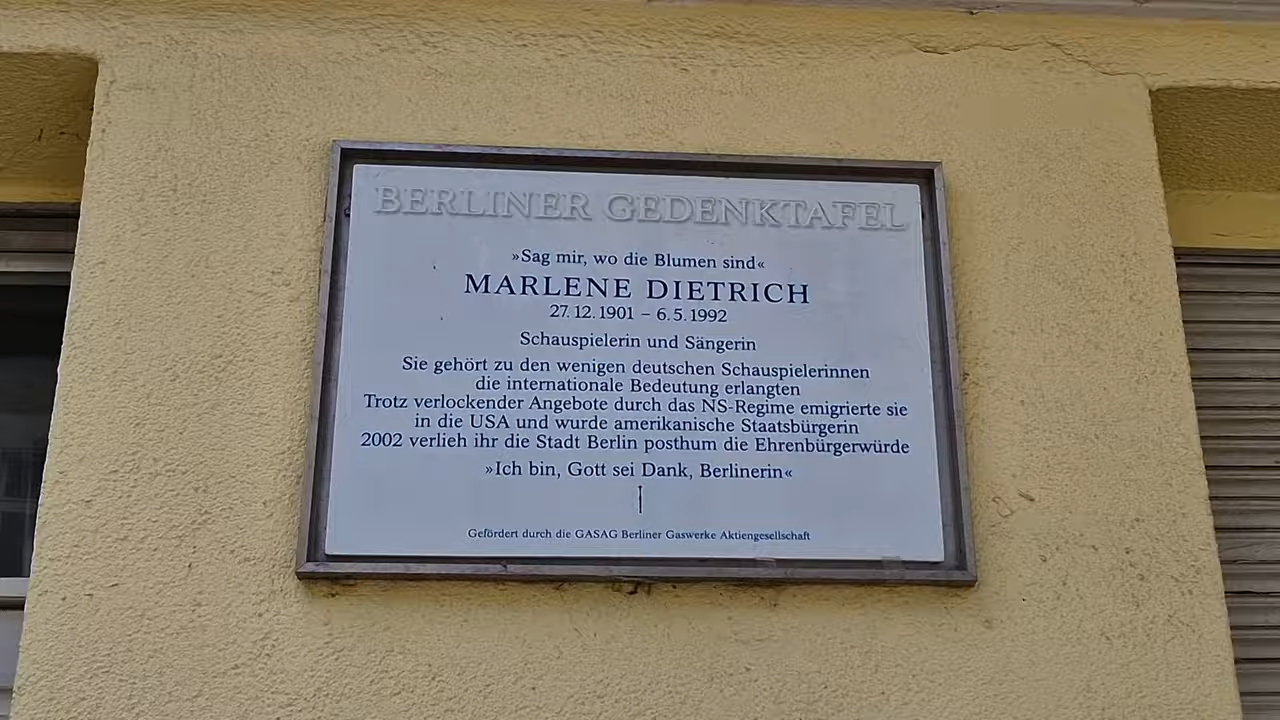 BERLINER GEDENKTAFEL
»Sag mir, wo die Blumen sind«
MARLENE DIETRICH
27.12.1901 – 6.5.1992
Schauspielerin und Sängerin
Sie gehört zu den wenigen deutschen Schauspielerinnen
die internationale Bedeutung erlangten
Trotz verlockender Angebote durch das NS-Regime emigrierte sie
in die USA und wurde amerikanische Staatsbürgerin
2002 verlieh ihr die Stadt Berlin posthum die Ehrenbürgerwürde
»Ich bin, Gott sei Dank, Berlinerin«
Gefördert durch die GASAG Berliner Gaswerke Aktiengesellschaft